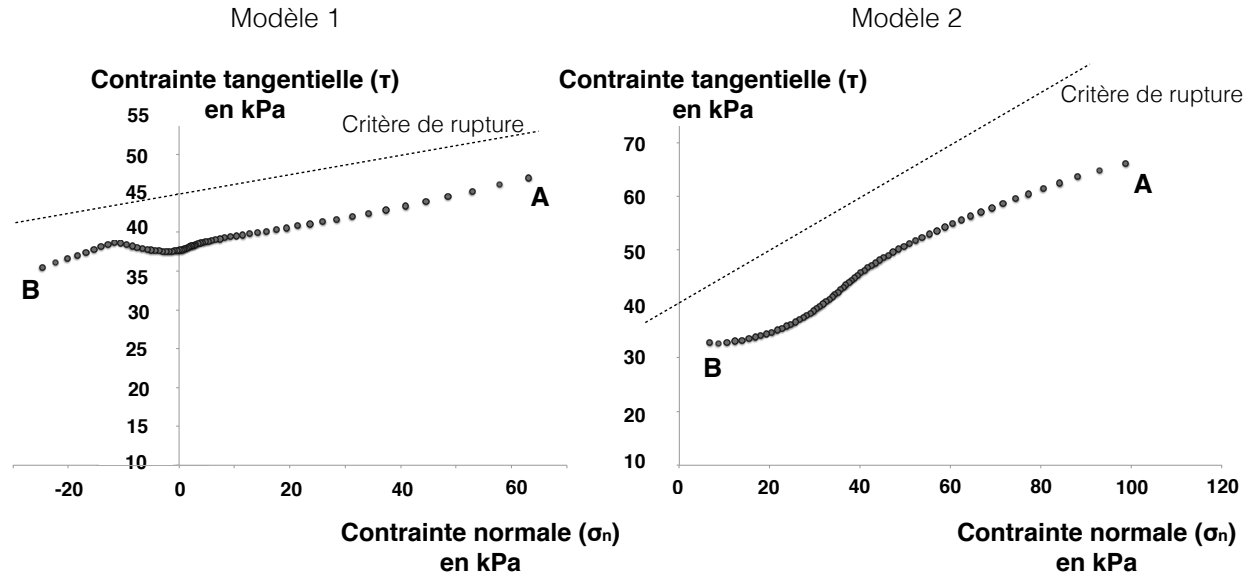 Modèle 1
Contrainte tangentielle (τ)
en kPa
Critère de rupture
55
50
45
40
35
30
25
20
15
10
A
B
-20 0 20 40 60
Contrainte normale (σn)
en kPa
Modèle 2
Contrainte tangentielle (τ)
en kPa
Critère de rupture
70
60
50
40
30
20
10
A
B
0 20 40 60 80 100 120
Contrainte normale (σn)
en kPa